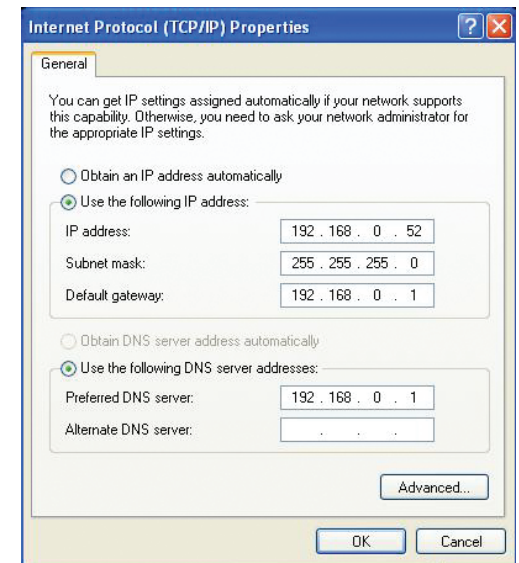 Internet Protocol (TCP/IP) Properties
General
You can get IP settings assigned automatically if your network supports
this capability. Otherwise, you need to ask your network administrator for
the appropriate IP settings.
Obtain an IP address automatically
Use the following IP address:
IP address: 192 . 168 . 0 . 52
Subnet mask: 255 . 255 . 255 . 0
Default gateway: 192 . 168 . 0 . 1
Obtain DNS server address automatically
Use the following DNS server addresses:
Preferred DNS server: 192 . 168 . 0 . 1
Alternate DNS server: . . .
Advanced...
OK Cancel